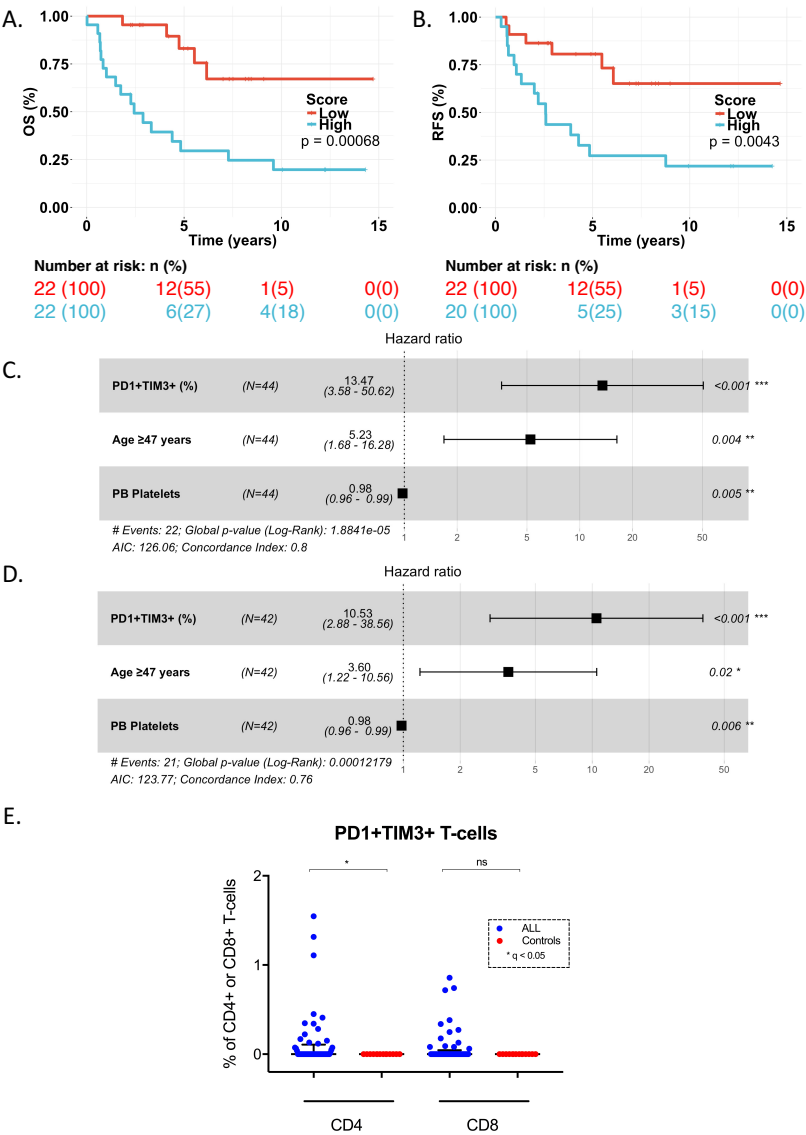 A.
1.00
0.75
0.50
0.25
0.00
OS (%)
0
5
10
15
Time (years)
Score
Low
High
p = 0.00068
Number at risk: n (%)
22 (100) 12(55) 1(5) 0(0)
22 (100) 6(27) 4(18) 0(0)
B.
1.00
0.75
0.50
0.25
0.00
RFS (%)
0
5
10
15
Time (years)
Score
Low
High
p = 0.0043
Number at risk: n (%)
22 (100) 12(55) 1(5) 0(0)
20 (100) 5(25) 3(15) 0(0)
Hazard ratio
C.
PD1+TIM3+ (%) (N=44) 13.47 <0.001 ***
(3.58 - 50.62)
Age ≥47 years (N=44) 5.23 0.004 **
(1.68 - 16.28)
PB Platelets (N=44) 0.98 0.005 **
(0.96 - 0.99)
# Events: 22; Global p-value (Log-Rank): 1.8841e-05
AIC: 126.06; Concordance Index: 0.8
1 2 5 10 20 50
Hazard ratio
D.
PD1+TIM3+ (%) (N=42) 10.53 <0.001 ***
(2.88 - 38.56)
Age ≥47 years (N=42) 3.60 0.02 *
(1.22 - 10.56)
PB Platelets (N=42) 0.98 0.006 **
(0.96 - 0.99)
# Events: 21; Global p-value (Log-Rank): 0.00012179
AIC: 123.77; Concordance Index: 0.76
1 2 5 10 20 50
E.
PD1+TIM3+ T-cells
% of CD4+ or CD8+ T-cells
2
1
0
*
ns
ALL
Controls
* q < 0.05
CD4
CD8